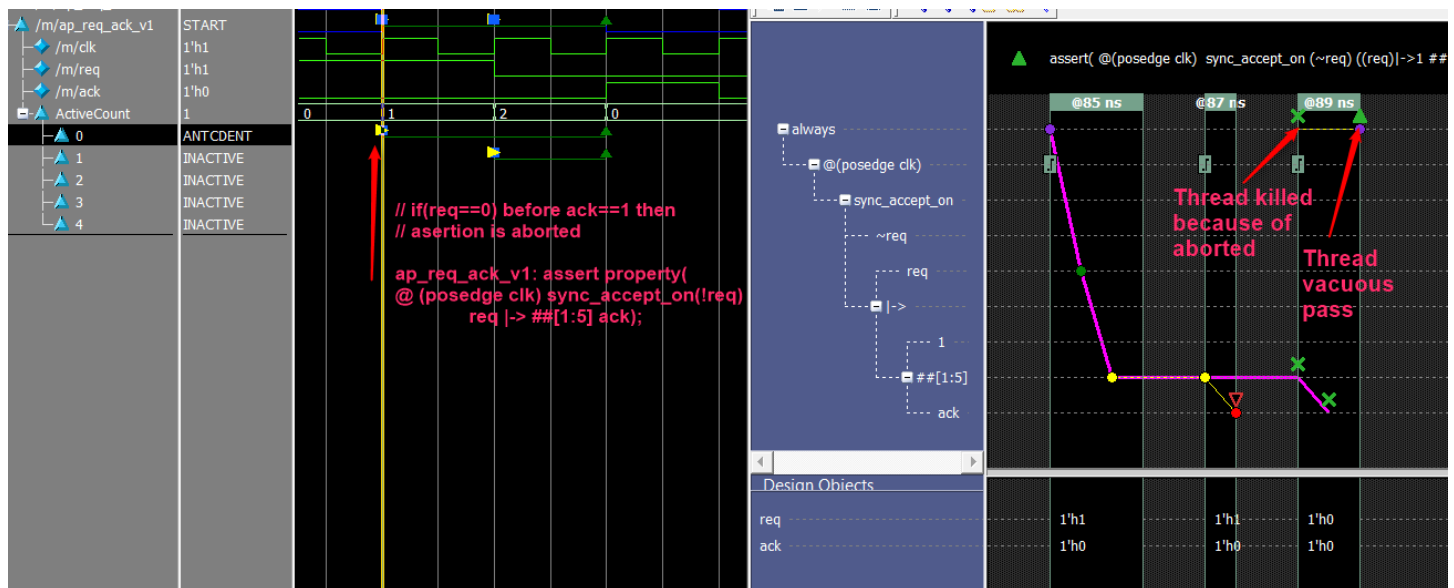 /m/ap_req_ack_v1 START
/m/clk 1'h1
/m/req 1'h1
/m/ack 1'h0
ActiveCount 1
0 ANTCDENT
1 INACTIVE
2 INACTIVE
3 INACTIVE
4 INACTIVE
0 1 2 0
// if(req==0) before ack==1 then
// assertion is aborted
ap_req_ack_v1: assert property(
@ (posedge clk) sync_accept_on(!req)
req |-> ##[1:5] ack);
always
@(posedge clk)
sync_accept_on
~req
req
|->
1
##[1:5]
ack
assert( @(posedge clk) sync_accept_on (~req) ((req)|->1 ##
@85 ns @87 ns @89 ns
Thread killed
because of
aborted
Thread
vacuous
pass
Design Objects
req 1'h1 1'h1 1'h0
ack 1'h0 1'h0 1'h0